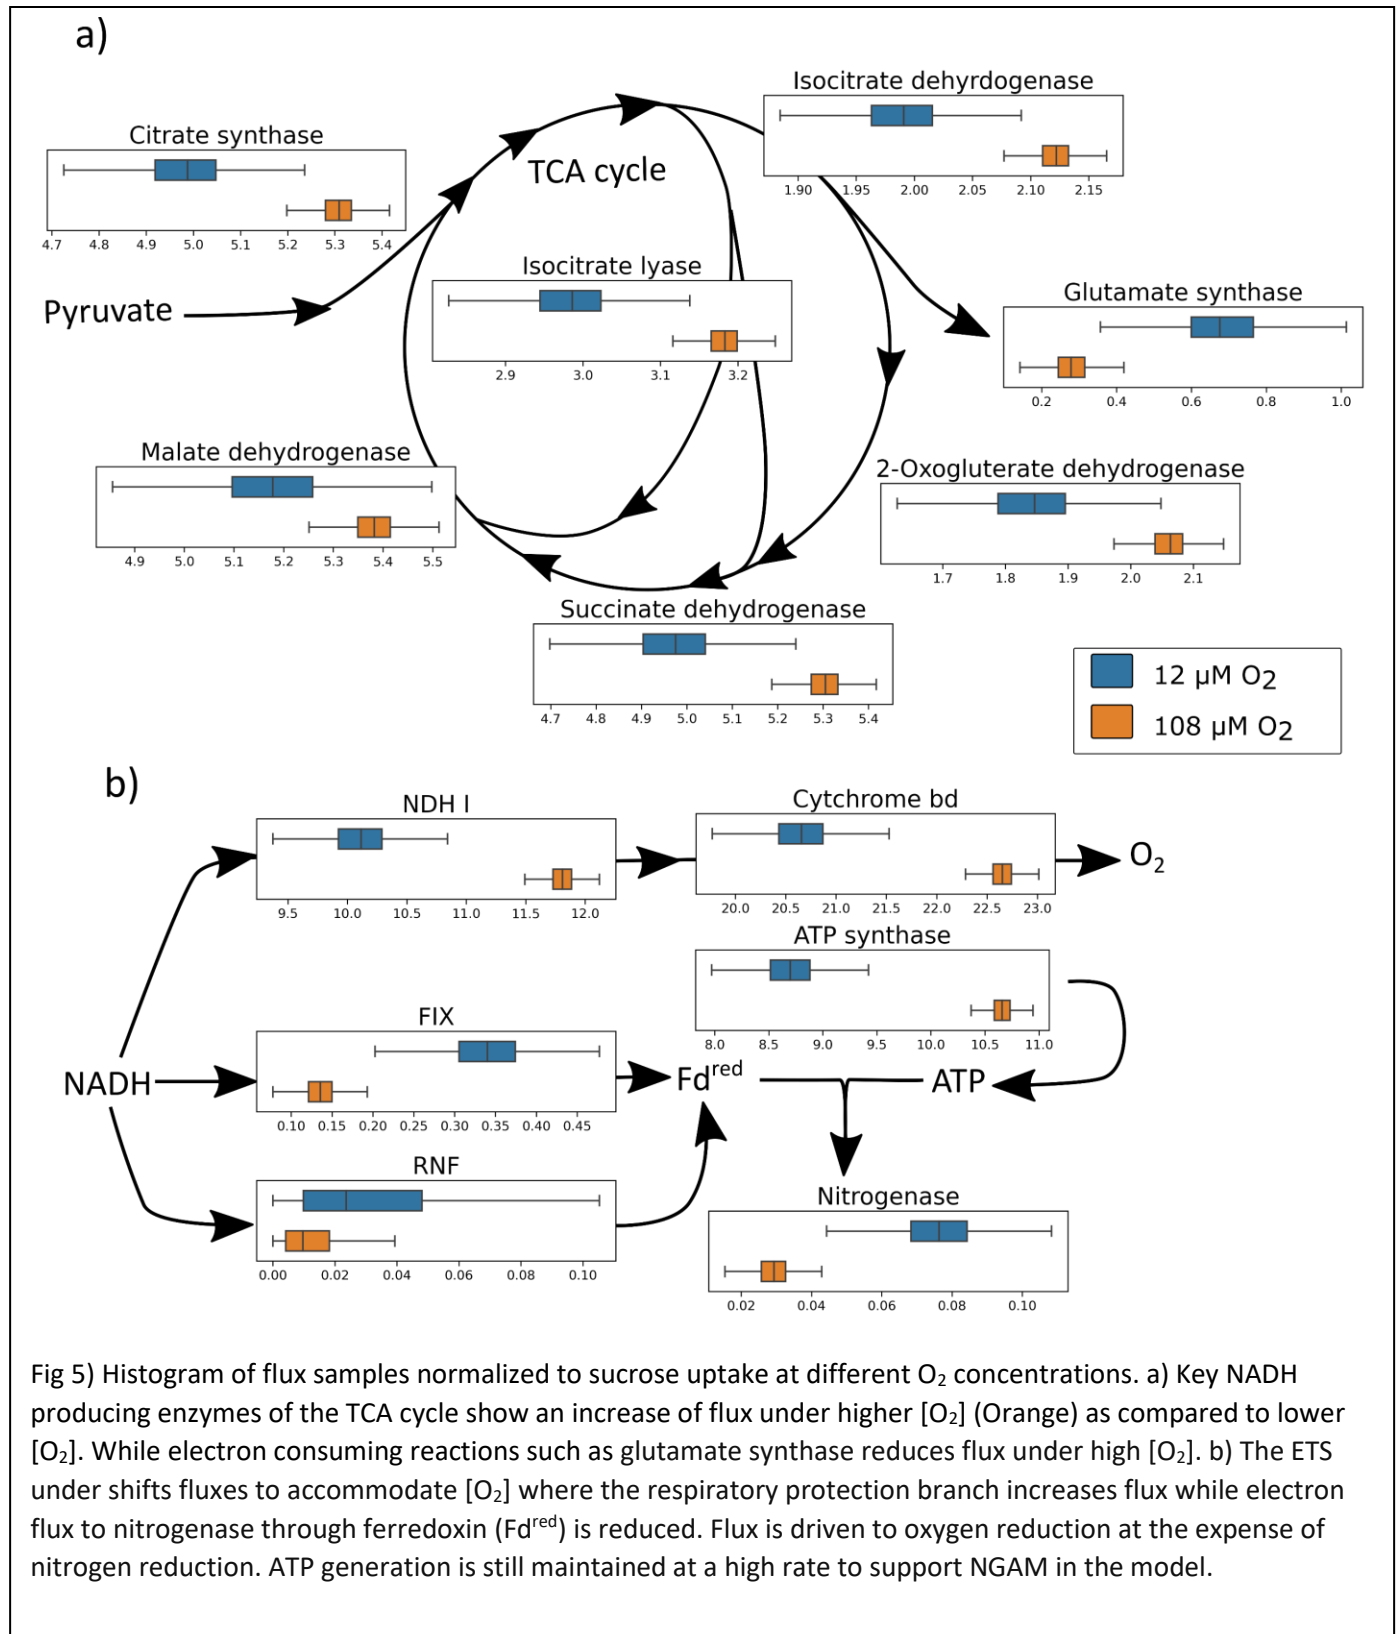 a)
Isocitrate dehyrdogenase
1.90 1.95 2.00 2.05 2.10 2.15
Citrate synthase
4.7 4.8 4.9 5.0 5.1 5.2 5.3 5.4
TCA cycle
Isocitrate lyase
2.9 3.0 3.1 3.2
Pyruvate
Glutamate synthase
0.2 0.4 0.6 0.8 1.0
Malate dehydrogenase
4.9 5.0 5.1 5.2 5.3 5.4 5.5
2-Oxogluterate dehydrogenase
1.7 1.8 1.9 2.0 2.1
Succinate dehydrogenase
4.7 4.8 4.9 5.0 5.1 5.2 5.3 5.4
12 µM O2
108 µM O2
b)
NDH I
9.5 10.0 10.5 11.0 11.5 12.0
Cytchrome bd
20.0 20.5 21.0 21.5 22.0 22.5 23.0
O2
ATP synthase
8.0 8.5 9.0 9.5 10.0 10.5 11.0
FIX
0.10 0.15 0.20 0.25 0.30 0.35 0.40 0.45
NADH
Fdred
ATP
RNF
0.00 0.02 0.04 0.06 0.08 0.10
Nitrogenase
0.02 0.04 0.06 0.08 0.10
Fig 5) Histogram of flux samples normalized to sucrose uptake at different O2 concentrations. a) Key NADH
producing enzymes of the TCA cycle show an increase of flux under higher [O2] (Orange) as compared to lower
[O2]. While electron consuming reactions such as glutamate synthase reduces flux under high [O2]. b) The ETS
under shifts fluxes to accommodate [O2] where the respiratory protection branch increases flux while electron
flux to nitrogenase through ferredoxin (Fdred) is reduced. Flux is driven to oxygen reduction at the expense of
nitrogen reduction. ATP generation is still maintained at a high rate to support NGAM in the model.